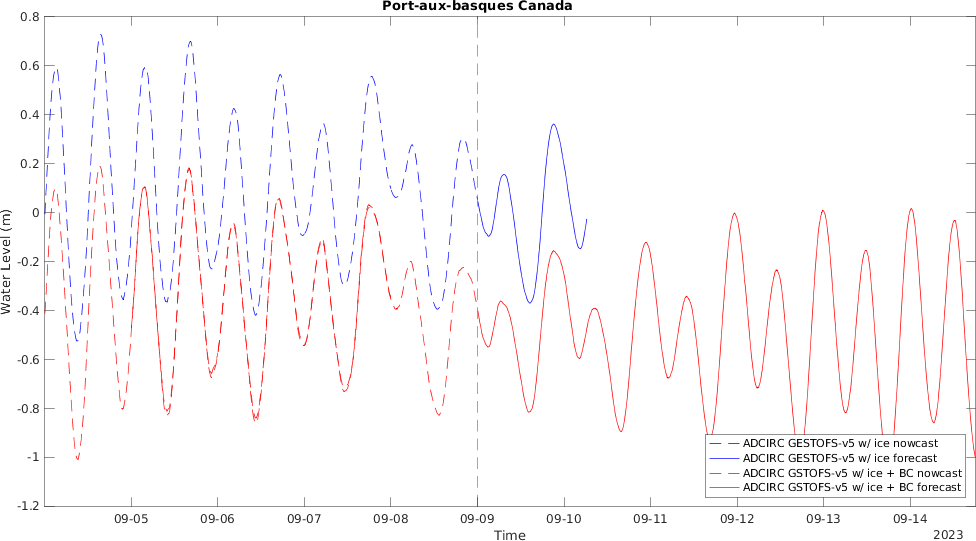 Port-aux-basques Canada
0.8
0.6
0.4
0.2
0
-0.2
-0.4
-0.6
-0.8
-1
-1.2
Water Level (m)
ADCIRC GESTOFS-v5 w/ ice nowcast
ADCIRC GESTOFS-v5 w/ ice forecast
ADCIRC GSTOFS-v5 w/ ice + BC nowcast
ADCIRC GSTOFS-v5 w/ ice + BC forecast
09-05 09-06 09-07 09-08 09-09 09-10 09-11 09-12 09-13 09-14
Time
2023